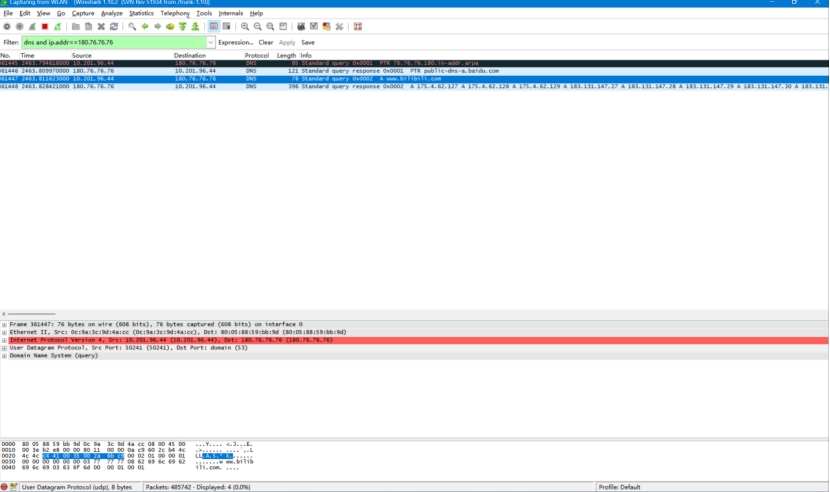 Capturing from WLAN [Wireshark 1.10.2 (SVN Rev 51934 from /trunk-1.10)]
File Edit View Go Capture Analyze Statistics Telephony Tools Internals Help
Filter: dns and ip.addr==180.76.76.76 Expression... Clear Apply Save
No. Time Source Destination Protocol Length Info
361445 2463.794618000 10.201.96.44 180.76.76.76 DNS 85 Standard query 0x0001 PTR 76.76.76.180.in-addr.arpa
361446 2463.809970000 180.76.76.76 10.201.96.44 DNS 121 Standard query response 0x0001 PTR public-dns-a.baidu.com
361447 2463.811623000 10.201.96.44 180.76.76.76 DNS 76 Standard query 0x0002 A www.bilibili.com
361448 2463.828421000 180.76.76.76 10.201.96.44 DNS 396 Standard query response 0x0002 A 175.4.62.127 A 175.4.62.128 A 175.4.62.129 A 183.131.147.27 A 183.131.147.28 A 183.131.147.29 A 183.131.147.30 A 183.131.
Frame 361447: 76 bytes on wire (608 bits), 76 bytes captured (608 bits) on interface 0
Ethernet II, Src: 0c:9a:3c:9d:4a:cc (0c:9a:3c:9d:4a:cc), Dst: 80:05:88:59:bb:9d (80:05:88:59:bb:9d)
Internet Protocol Version 4, Src: 10.201.96.44 (10.201.96.44), Dst: 180.76.76.76 (180.76.76.76)
User Datagram Protocol, Src Port: 50241 (50241), Dst Port: domain (53)
Domain Name System (query)
0000 80 05 88 59 bb 9d 0c 9a 3c 9d 4a cc 08 00 45 00 ...Y.... <.J...E.
0010 00 3e b2 e8 00 00 80 11 00 00 0a c9 60 2c b4 4c .>...... ....`,.L
0020 4c 4c c4 41 00 35 00 2a 00 02 01 00 00 01 LL.A.5.*
0030 00 00 00 00 00 00 03 77 77 77 08 62 69 6c 69 62 .......w ww.bilib
0040 69 6c 69 03 63 6f 6d 00 00 01 00 01 ili.com. ....
User Datagram Protocol (udp), 8 bytes Packets: 485742 · Displayed: 4 (0.0%) Profile: Default